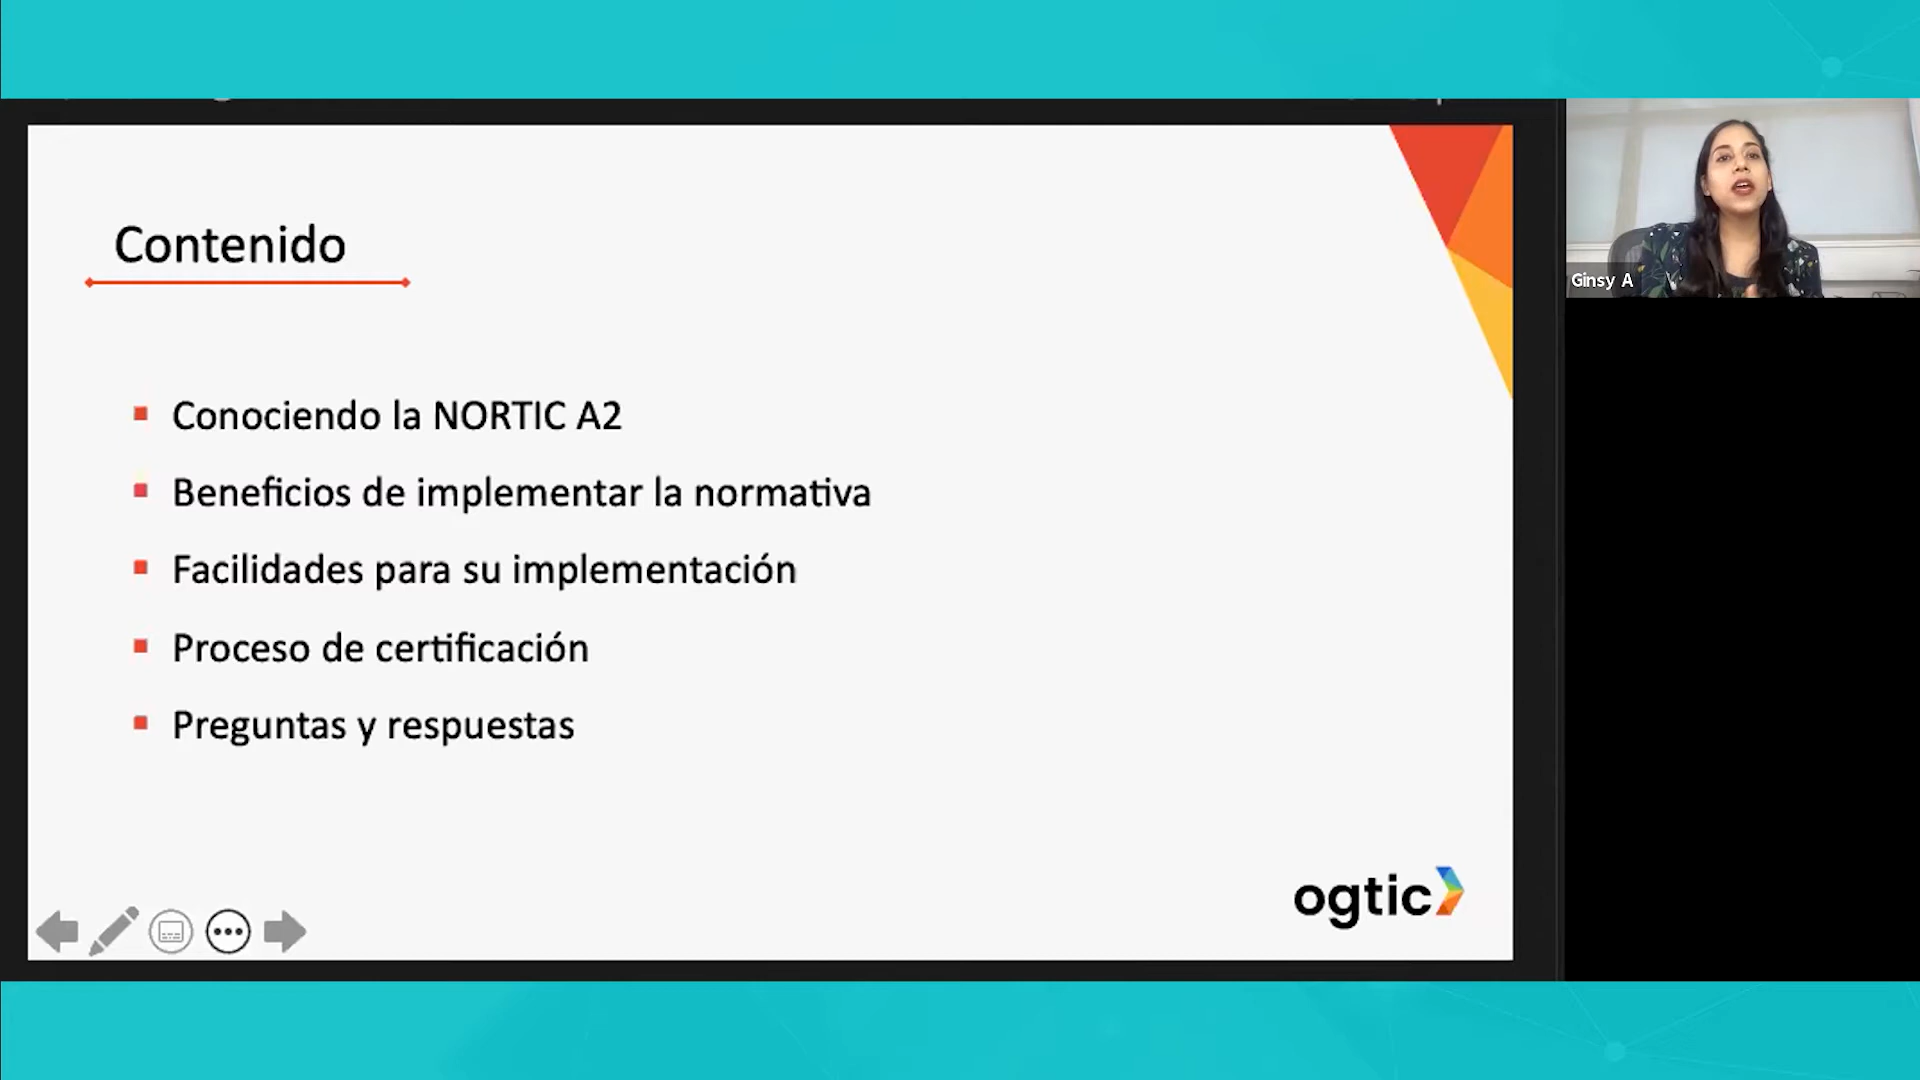 Contenido
Conociendo la NORTIC A2
Beneficios de implementar la normativa
Facilidades para su implementación
Proceso de certificación
Preguntas y respuestas
ogtic
Ginsy A